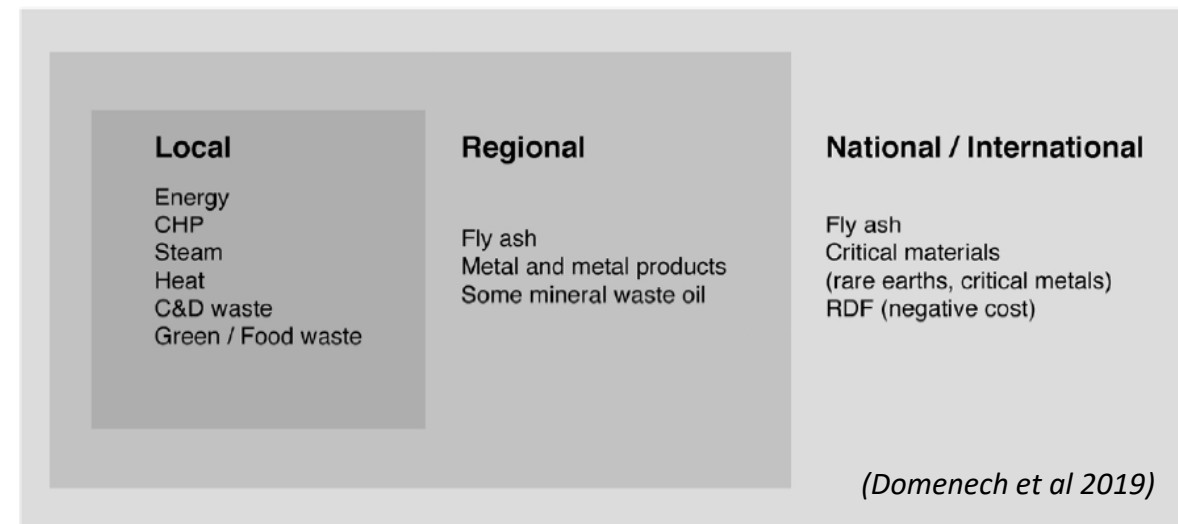 Local
Energy
CHP
Steam
Heat
C&D waste
Green / Food waste
Regional
Fly ash
Metal and metal products
Some mineral waste oil
National / International
Fly ash
Critical materials
(rare earths, critical metals)
RDF (negative cost)
(Domenech et al 2019)